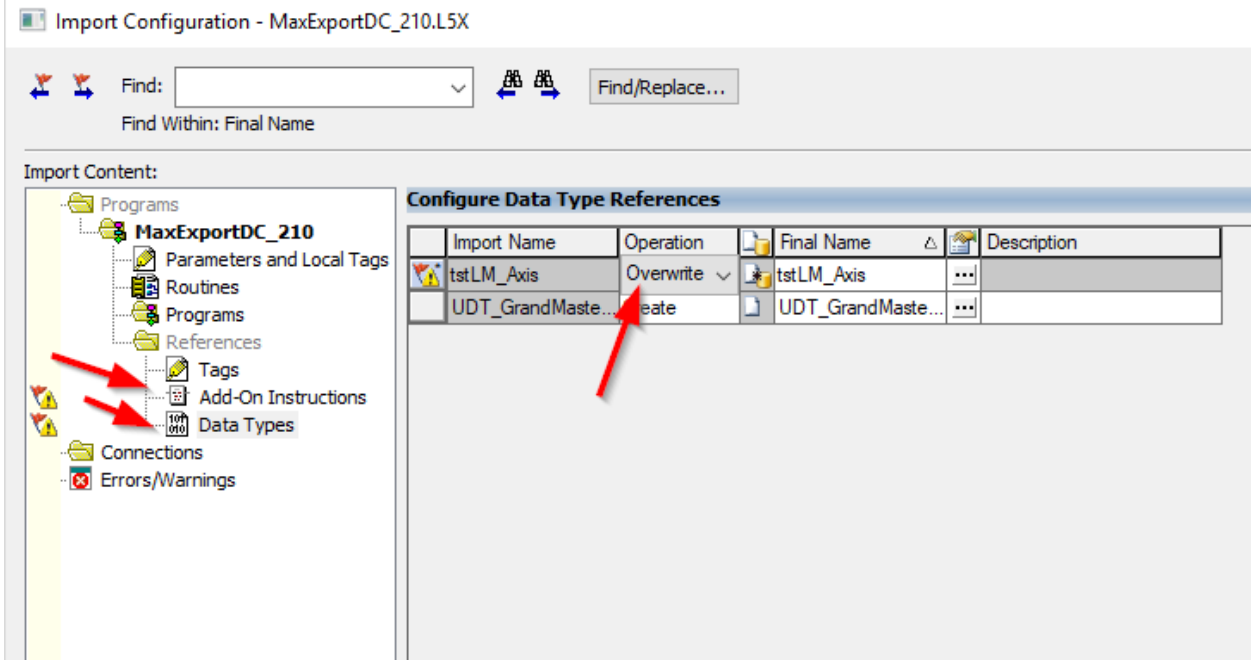 Import Configuration - MaxExportDC_210.L5X
Find:
Find/Replace...
Find Within: Final Name
Import Content:
Programs
MaxExportDC_210
Parameters and Local Tags
Routines
Programs
References
Tags
Add-On Instructions
Data Types
Connections
Errors/Warnings
Configure Data Type References
Import Name Operation Final Name Description
tstLM_Axis Overwrite tstLM_Axis ...
UDT_GrandMaste... UDT_GrandMaste... ...